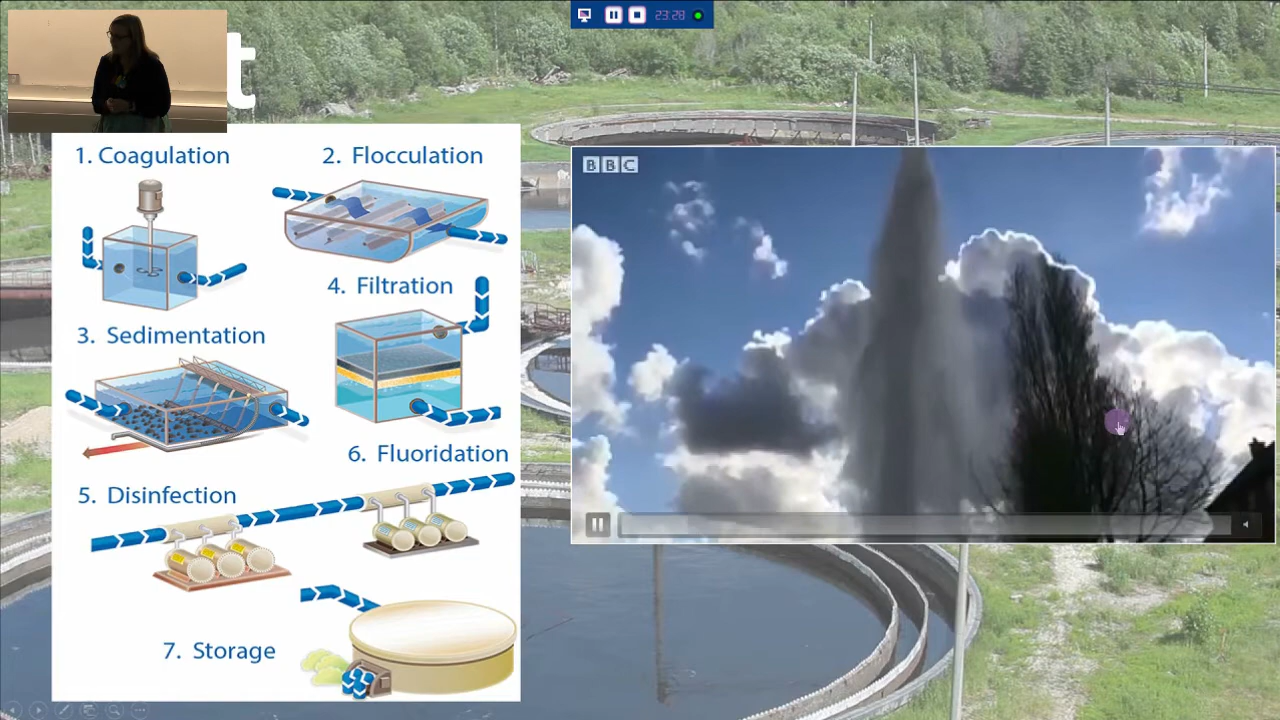 23:28
t
1. Coagulation
2. Flocculation
3. Sedimentation
4. Filtration
5. Disinfection
6. Fluoridation
7. Storage
BBC